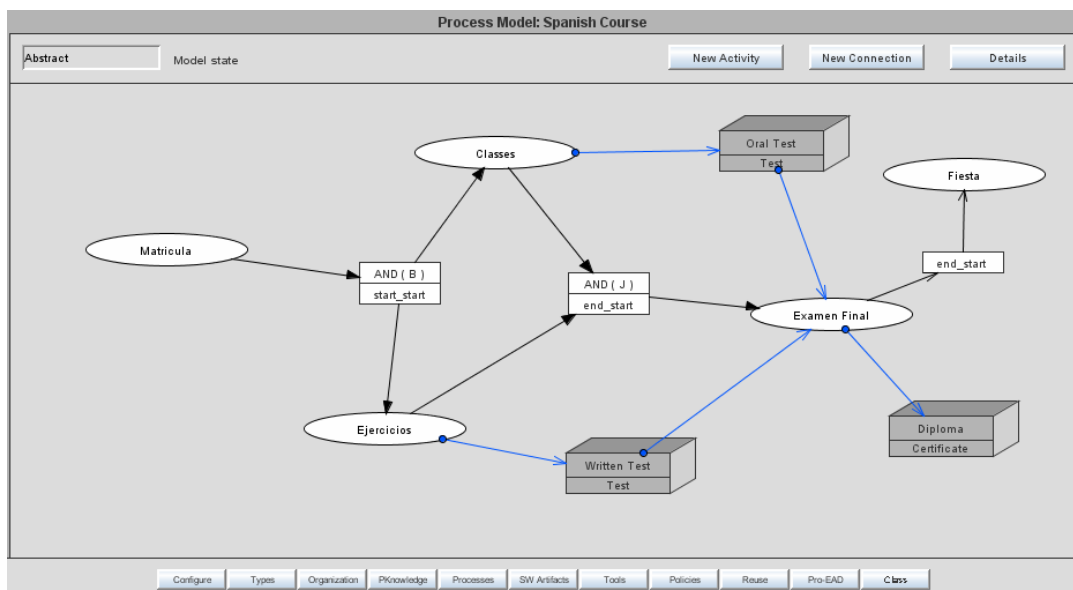 Process Model: Spanish Course
Abstract
Model state
New Activity
New Connection
Details
Classes
Oral Test
Test
Fiesta
Matricula
AND ( B )
start_start
AND ( J )
end_start
end_start
Examen Final
Ejercicios
Diploma
Certificate
Written Test
Test
Configure
Types
Organization
PKnowledge
Processes
SW Artifacts
Tools
Policies
Reuse
Pro-EAD
Class